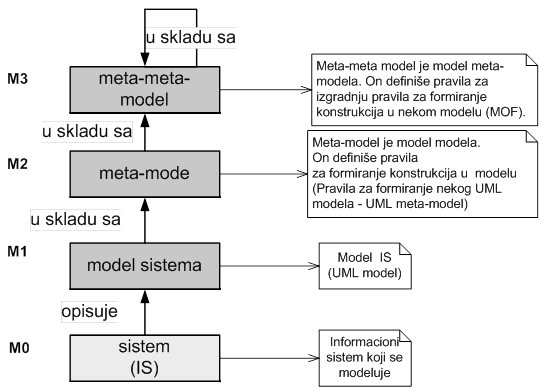 u skladu sa
M3
meta-meta-
model
Meta-meta model je model meta-
modela. On definiše pravila za
izgradnju pravila za formiranje
konstrukcija u nekom modelu (MOF).
u skladu sa
M2
meta-mode
Meta-model je model modela.
On definiše pravila
za formiranje konstrukcija u modelu
(Pravila za formiranje nekog UML
modela - UML meta-model)
u skladu sa
M1
model sistema
Model IS
(UML model)
opisuje
M0
sistem
(IS)
Informacioni
sistem koji se
modeluje